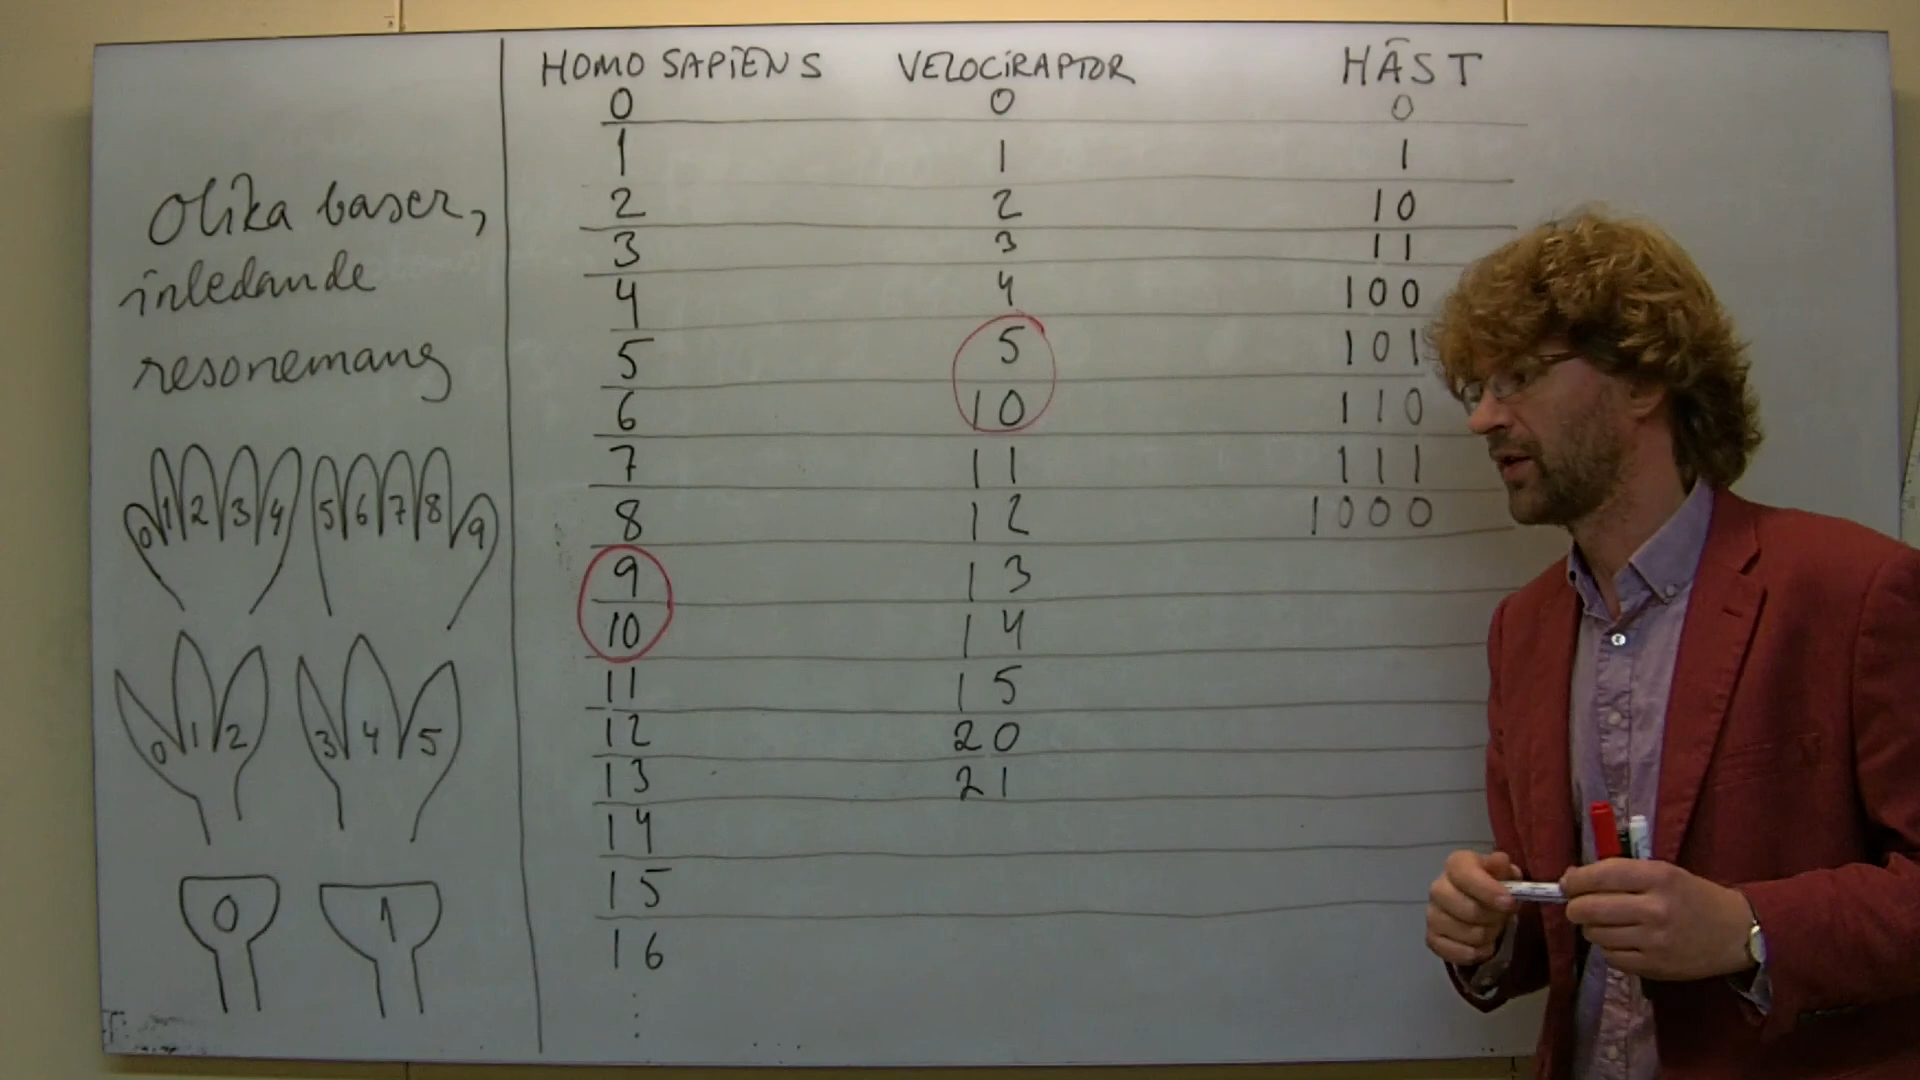 Olika baser,
inledande
resonemang
0 1 2 3 4 5 6 7 8 9
0 1 2 3 4 5
0 1
HOMO SAPIENS VELOCIRAPTOR HÄST
0 0 0
1 1 1
2 2 10
3 3 11
4 4 100
5 5 101
6 10 110
7 11 111
8 12 1000
9 13
10 14
11 15
12 20
13 21
14
15
16